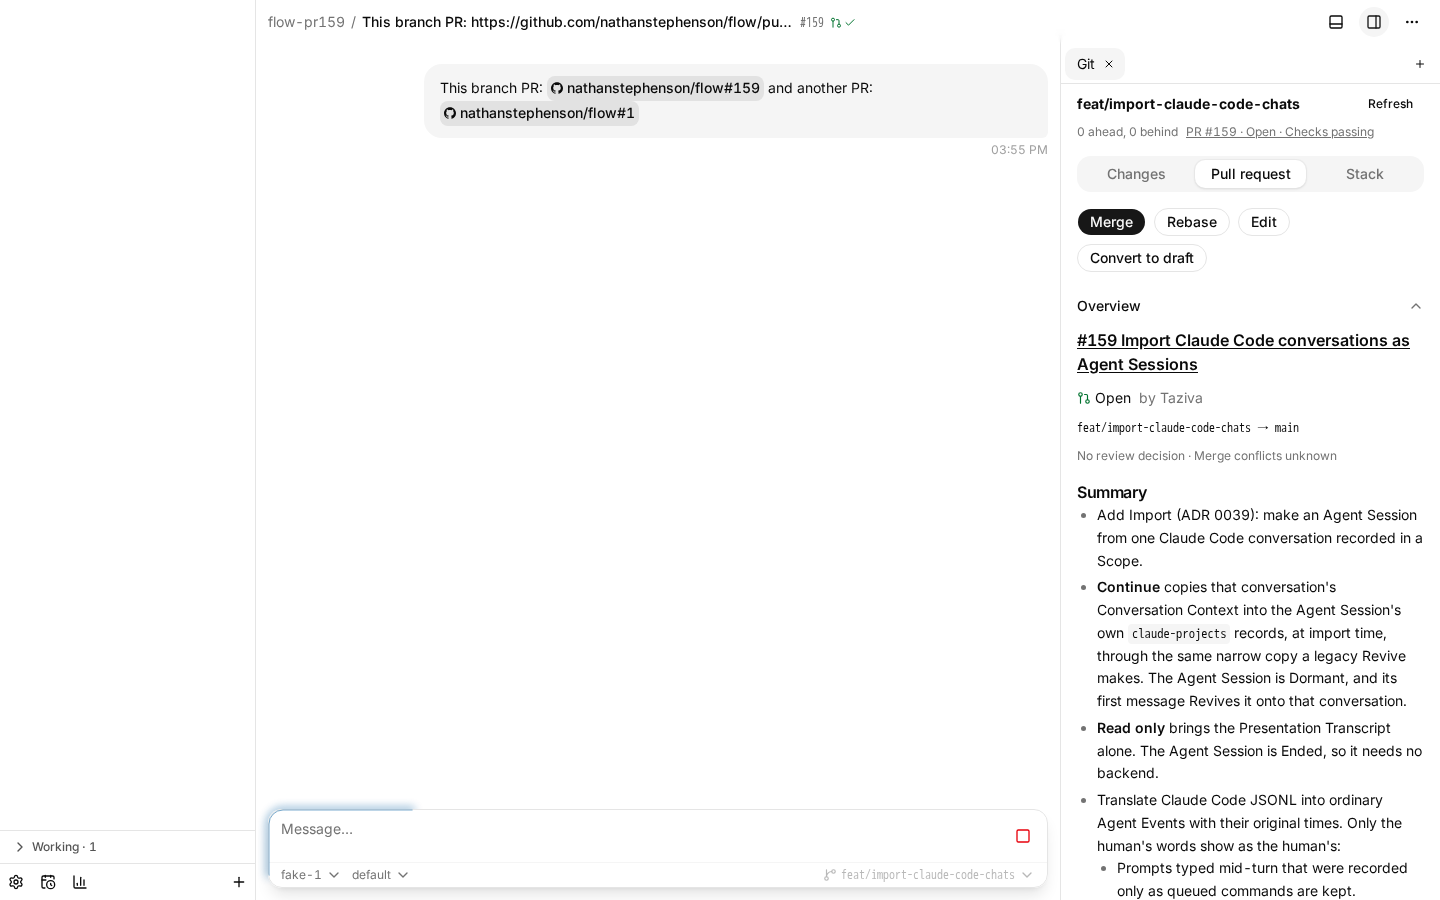 flow-pr159 / This branch PR: https://github.com/nathanstephenson/flow/pu... #159
This branch PR: nathanstephenson/flow#159 and another PR:
nathanstephenson/flow#1
03:55 PM
Message...
fake-1 default feat/import-claude-code-chats
Working · 1
Git
feat/import-claude-code-chats Refresh
0 ahead, 0 behind PR #159 · Open · Checks passing
Changes Pull request Stack
Merge Rebase Edit
Convert to draft
Overview
#159 Import Claude Code conversations as
Agent Sessions
Open by Taziva
feat/import-claude-code-chats → main
No review decision · Merge conflicts unknown
Summary
Add Import (ADR 0039): make an Agent Session
from one Claude Code conversation recorded in a
Scope.
Continue copies that conversation's
Conversation Context into the Agent Session's
own claude-projects records, at import time,
through the same narrow copy a legacy Revive
makes. The Agent Session is Dormant, and its
first message Revives it onto that conversation.
Read only brings the Presentation Transcript
alone. The Agent Session is Ended, so it needs no
backend.
Translate Claude Code JSONL into ordinary
Agent Events with their original times. Only the
human's words show as the human's:
Prompts typed mid-turn that were recorded
only as queued commands are kept.